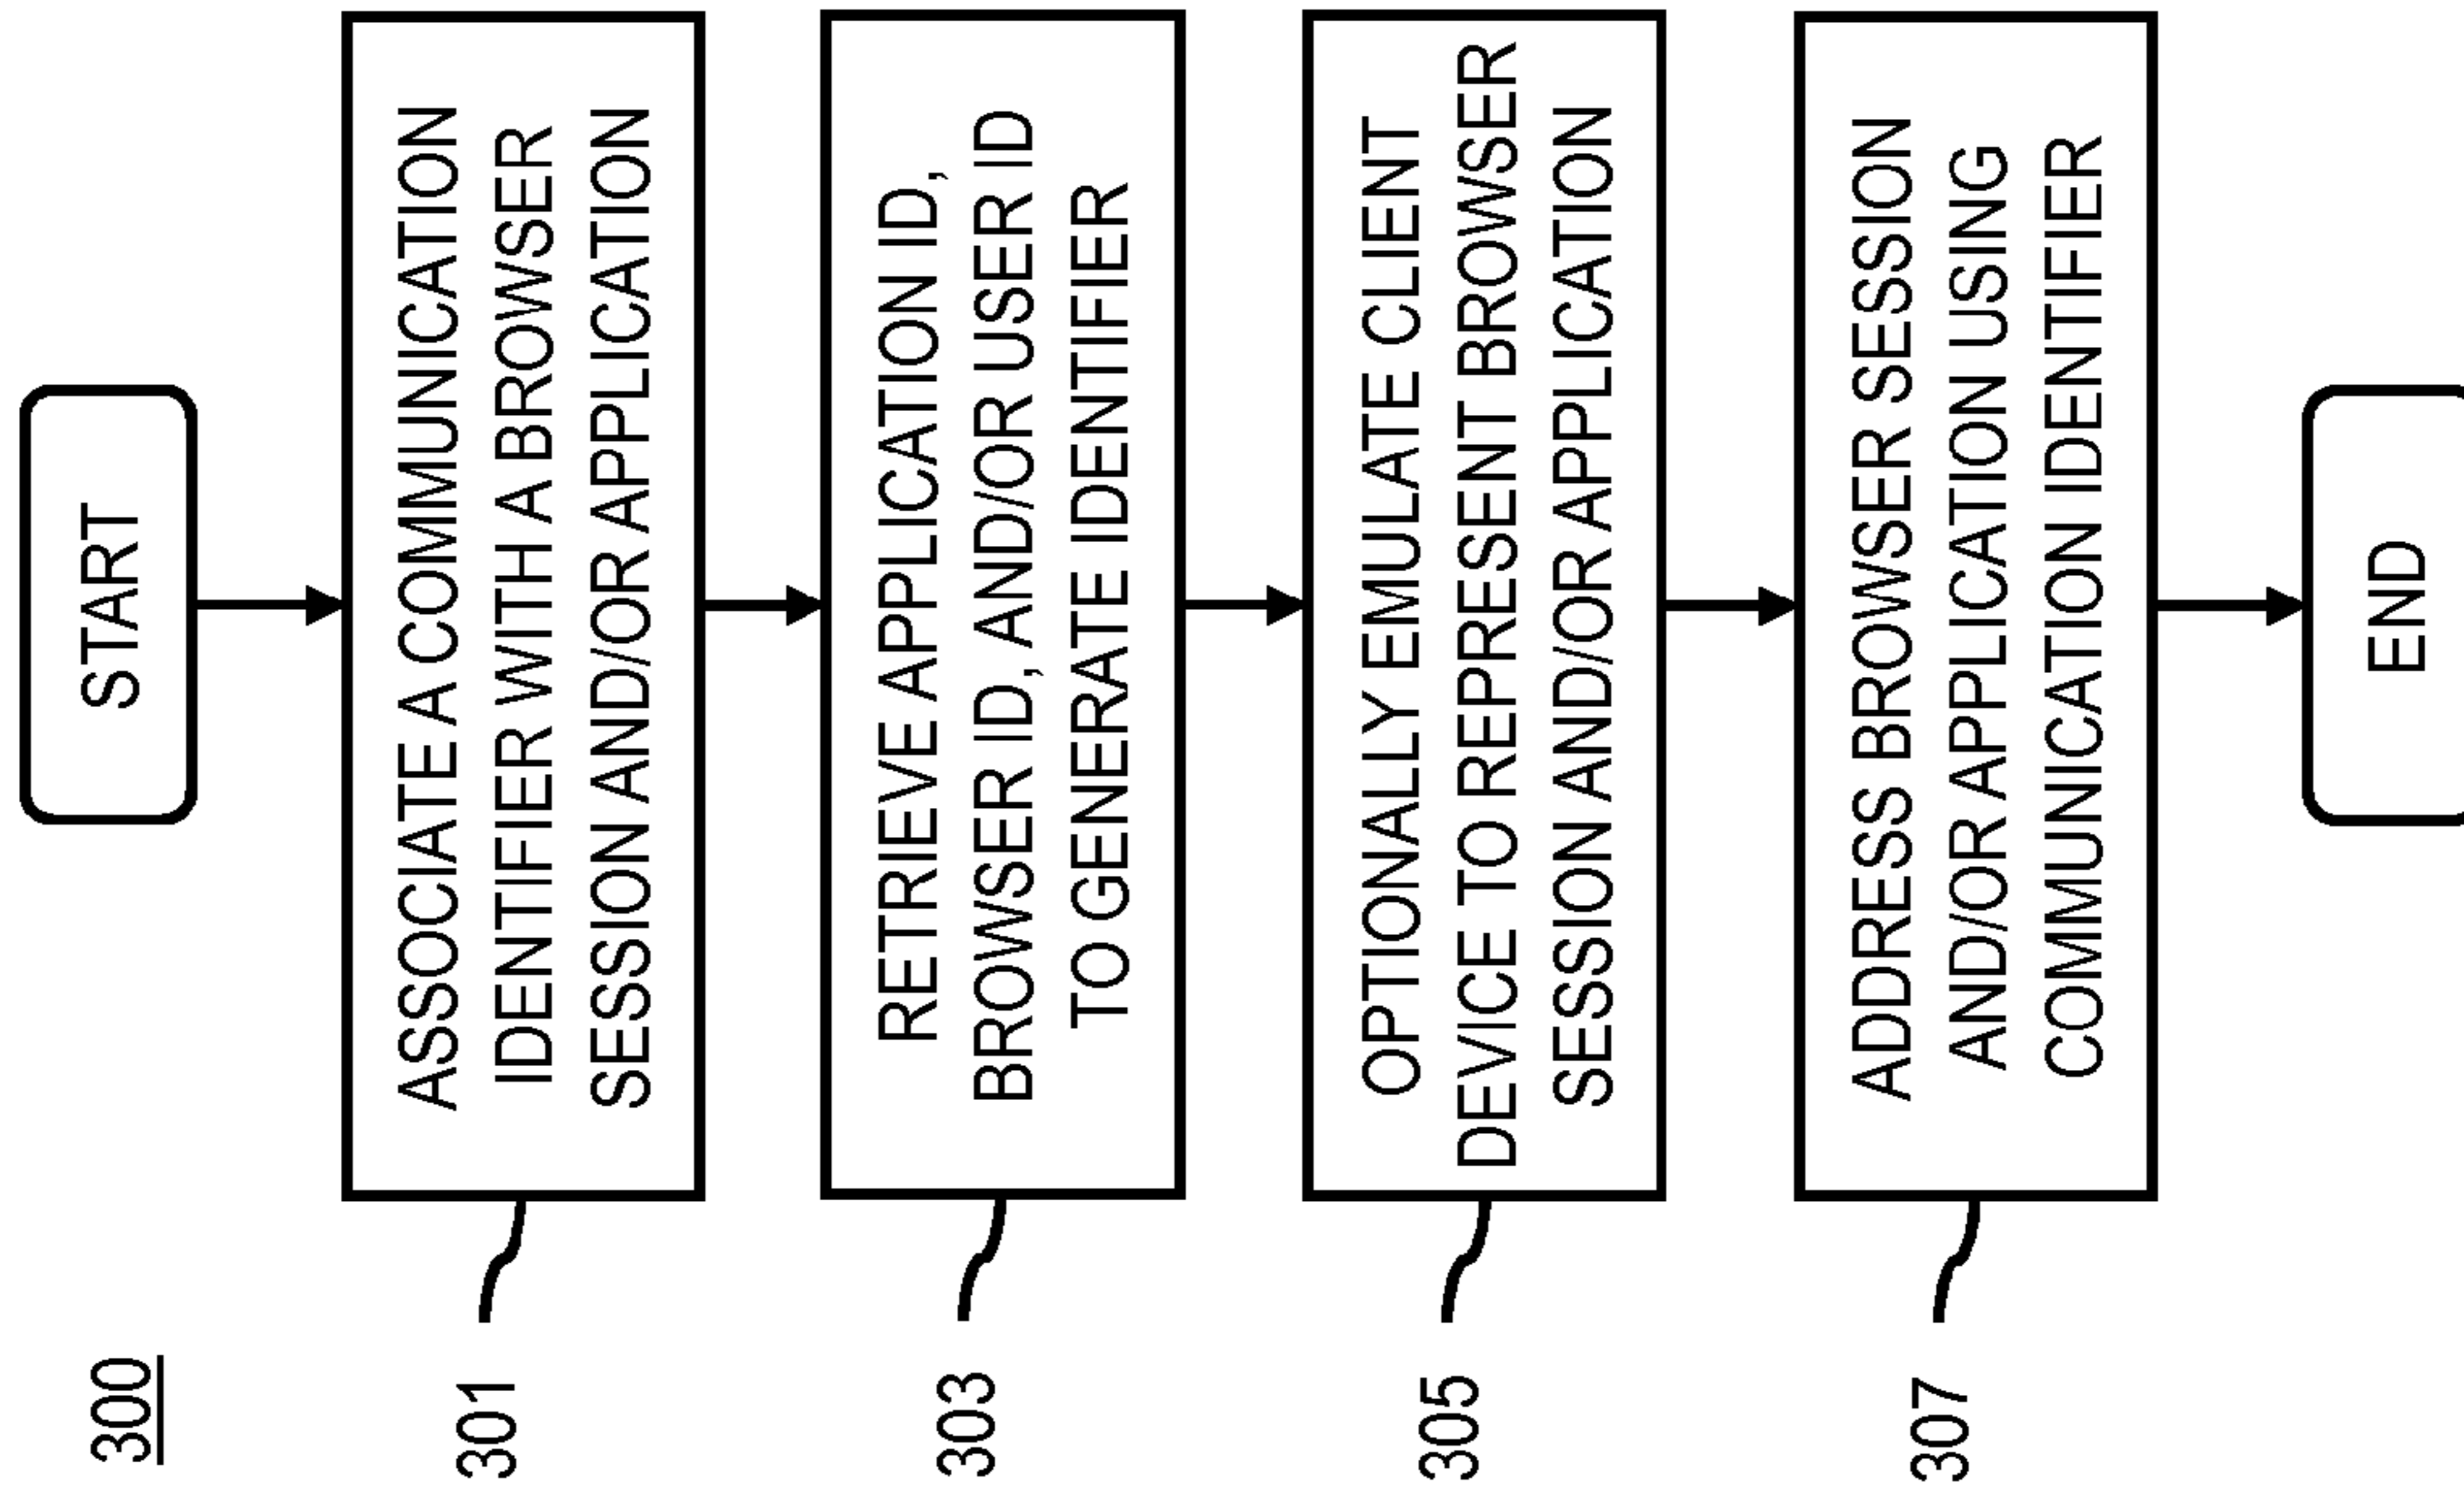 300
START
301
ASSOCIATE A COMMUNICATION
IDENTIFIER WITH A BROWSER
SESSION AND/OR APPLICATION
303
RETRIEVE APPLICATION ID,
BROWSER ID, AND/OR USER ID
TO GENERATE IDENTIFIER
305
OPTIONALLY EMULATE CLIENT
DEVICE TO REPRESENT BROWSER
SESSION AND/OR APPLICATION
307
ADDRESS BROWSER SESSION
AND/OR APPLICATION USING
COMMUNICATION IDENTIFIER
END